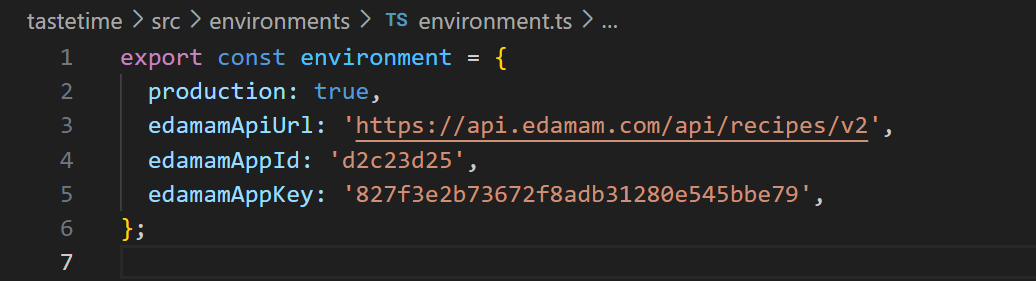 tastetime > src > environments > TS environment.ts > ...
1 export const environment = {
2   production: true,
3   edamamApiUrl: 'https://api.edamam.com/api/recipes/v2',
4   edamamAppId: 'd2c23d25',
5   edamamAppKey: '827f3e2b73672f8adb31280e545bbe79',
6 };
7